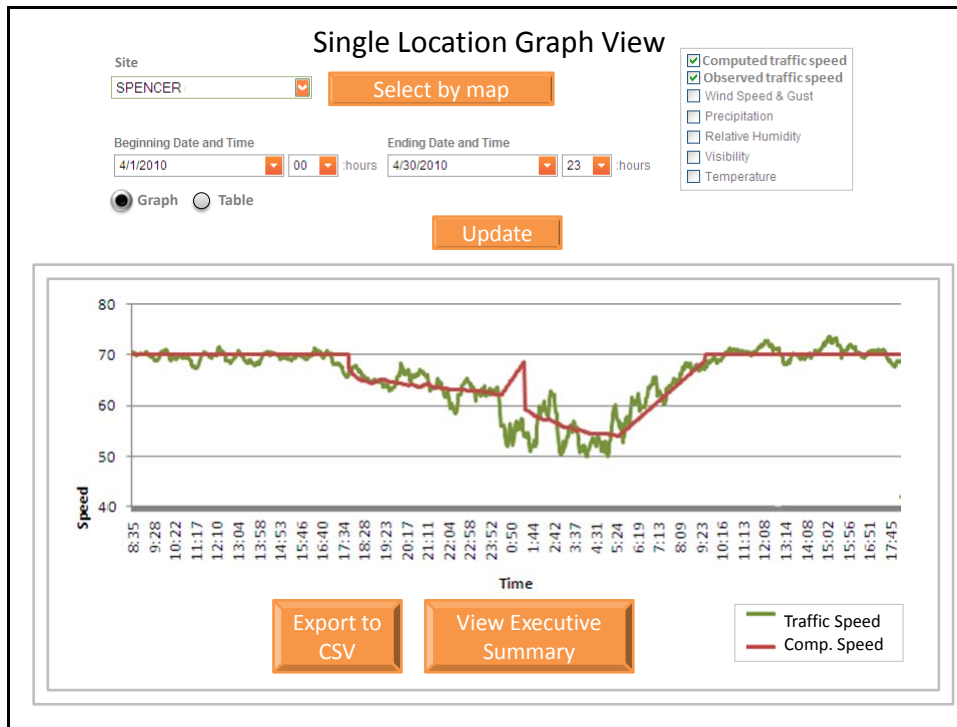 Single Location Graph View
Site
SPENCER
Select by map
Computed traffic speed
Observed traffic speed
Wind Speed & Gust
Precipitation
Relative Humidity
Visibility
Temperature
Beginning Date and Time
Ending Date and Time
4/1/2010 00 :hours 4/30/2010 23 :hours
Graph Table
Update
80
70
60
50
40
Speed
8:35 9:28 10:22 11:17 12:10 13:04 13:58 14:53 15:46 16:40 17:34 18:28 19:23 20:17 21:11 22:04 22:58 23:52 0:50 1:44 2:42 3:37 4:31 5:24 6:19 7:13 8:09 9:23 10:16 11:13 12:08 13:14 14:08 15:02 15:56 16:51 17:45
Time
Export to
CSV
View Executive
Summary
Traffic Speed
Comp. Speed